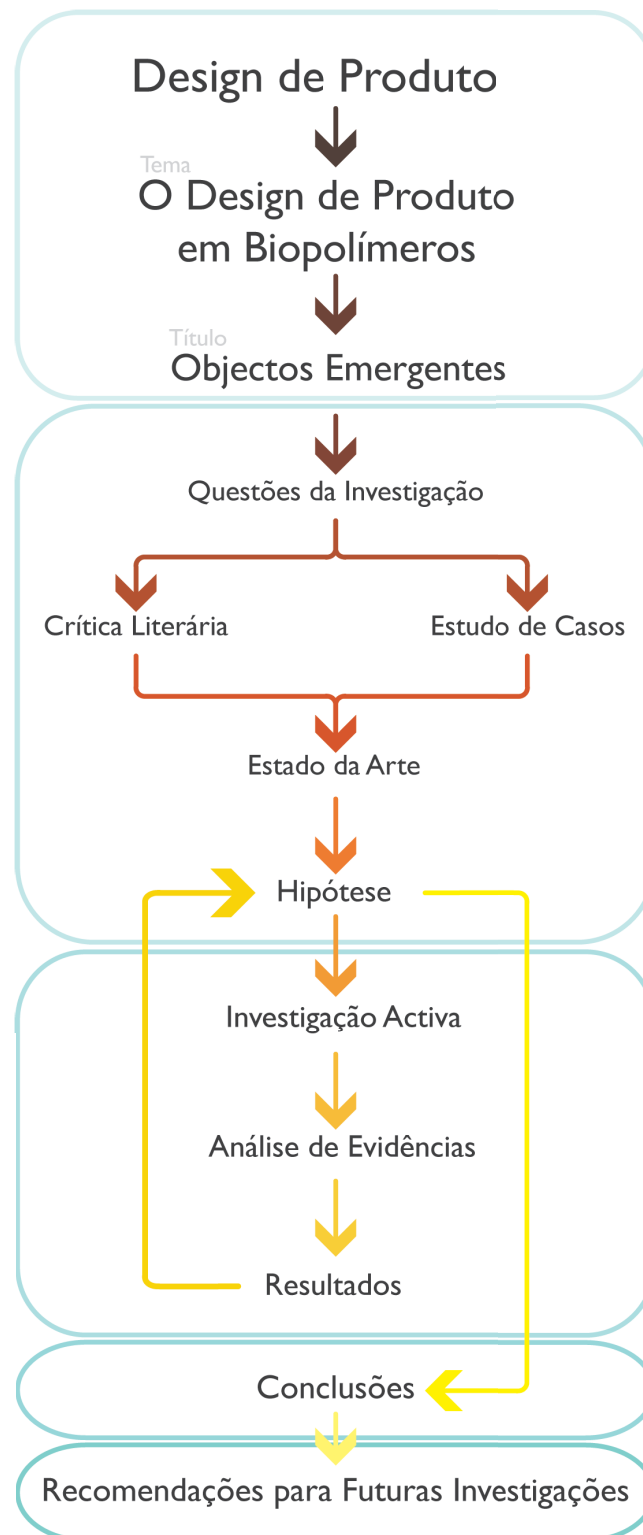 Design de Produto
Tema
O Design de Produto
em Biopolímeros
Título
Objectos Emergentes
Questões da Investigação
Crítica Literária
Estudo de Casos
Estado da Arte
Hipótese
Investigação Activa
Análise de Evidências
Resultados
Conclusões
Recomendações para Futuras Investigações